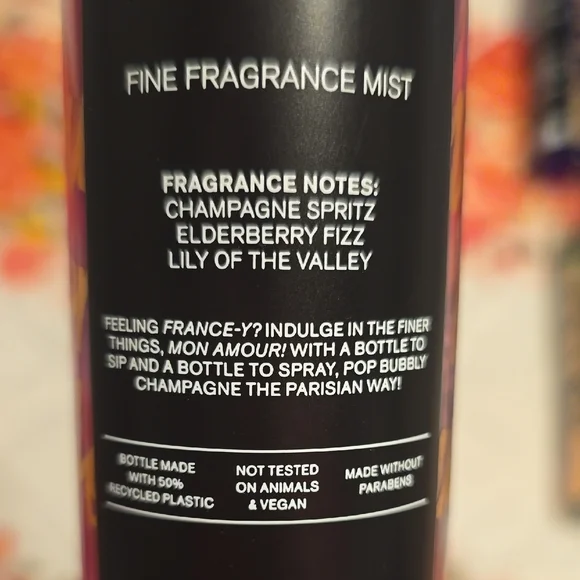 FINE FRAGRANCE MIST
FRAGRANCE NOTES:
CHAMPAGNE SPRITZ
ELDERBERRY FIZZ
LILY OF THE VALLEY
FEELING FRANCE-Y? INDULGE IN THE FINER
THINGS, MON AMOUR! WITH A BOTTLE TO
SIP AND A BOTTLE TO SPRAY, POP BUBBLY
CHAMPAGNE THE PARISIAN WAY!
BOTTLE MADE
WITH 50%
RECYCLED PLASTIC
NOT TESTED
ON ANIMALS
& VEGAN
MADE WITHOUT
PARABENS